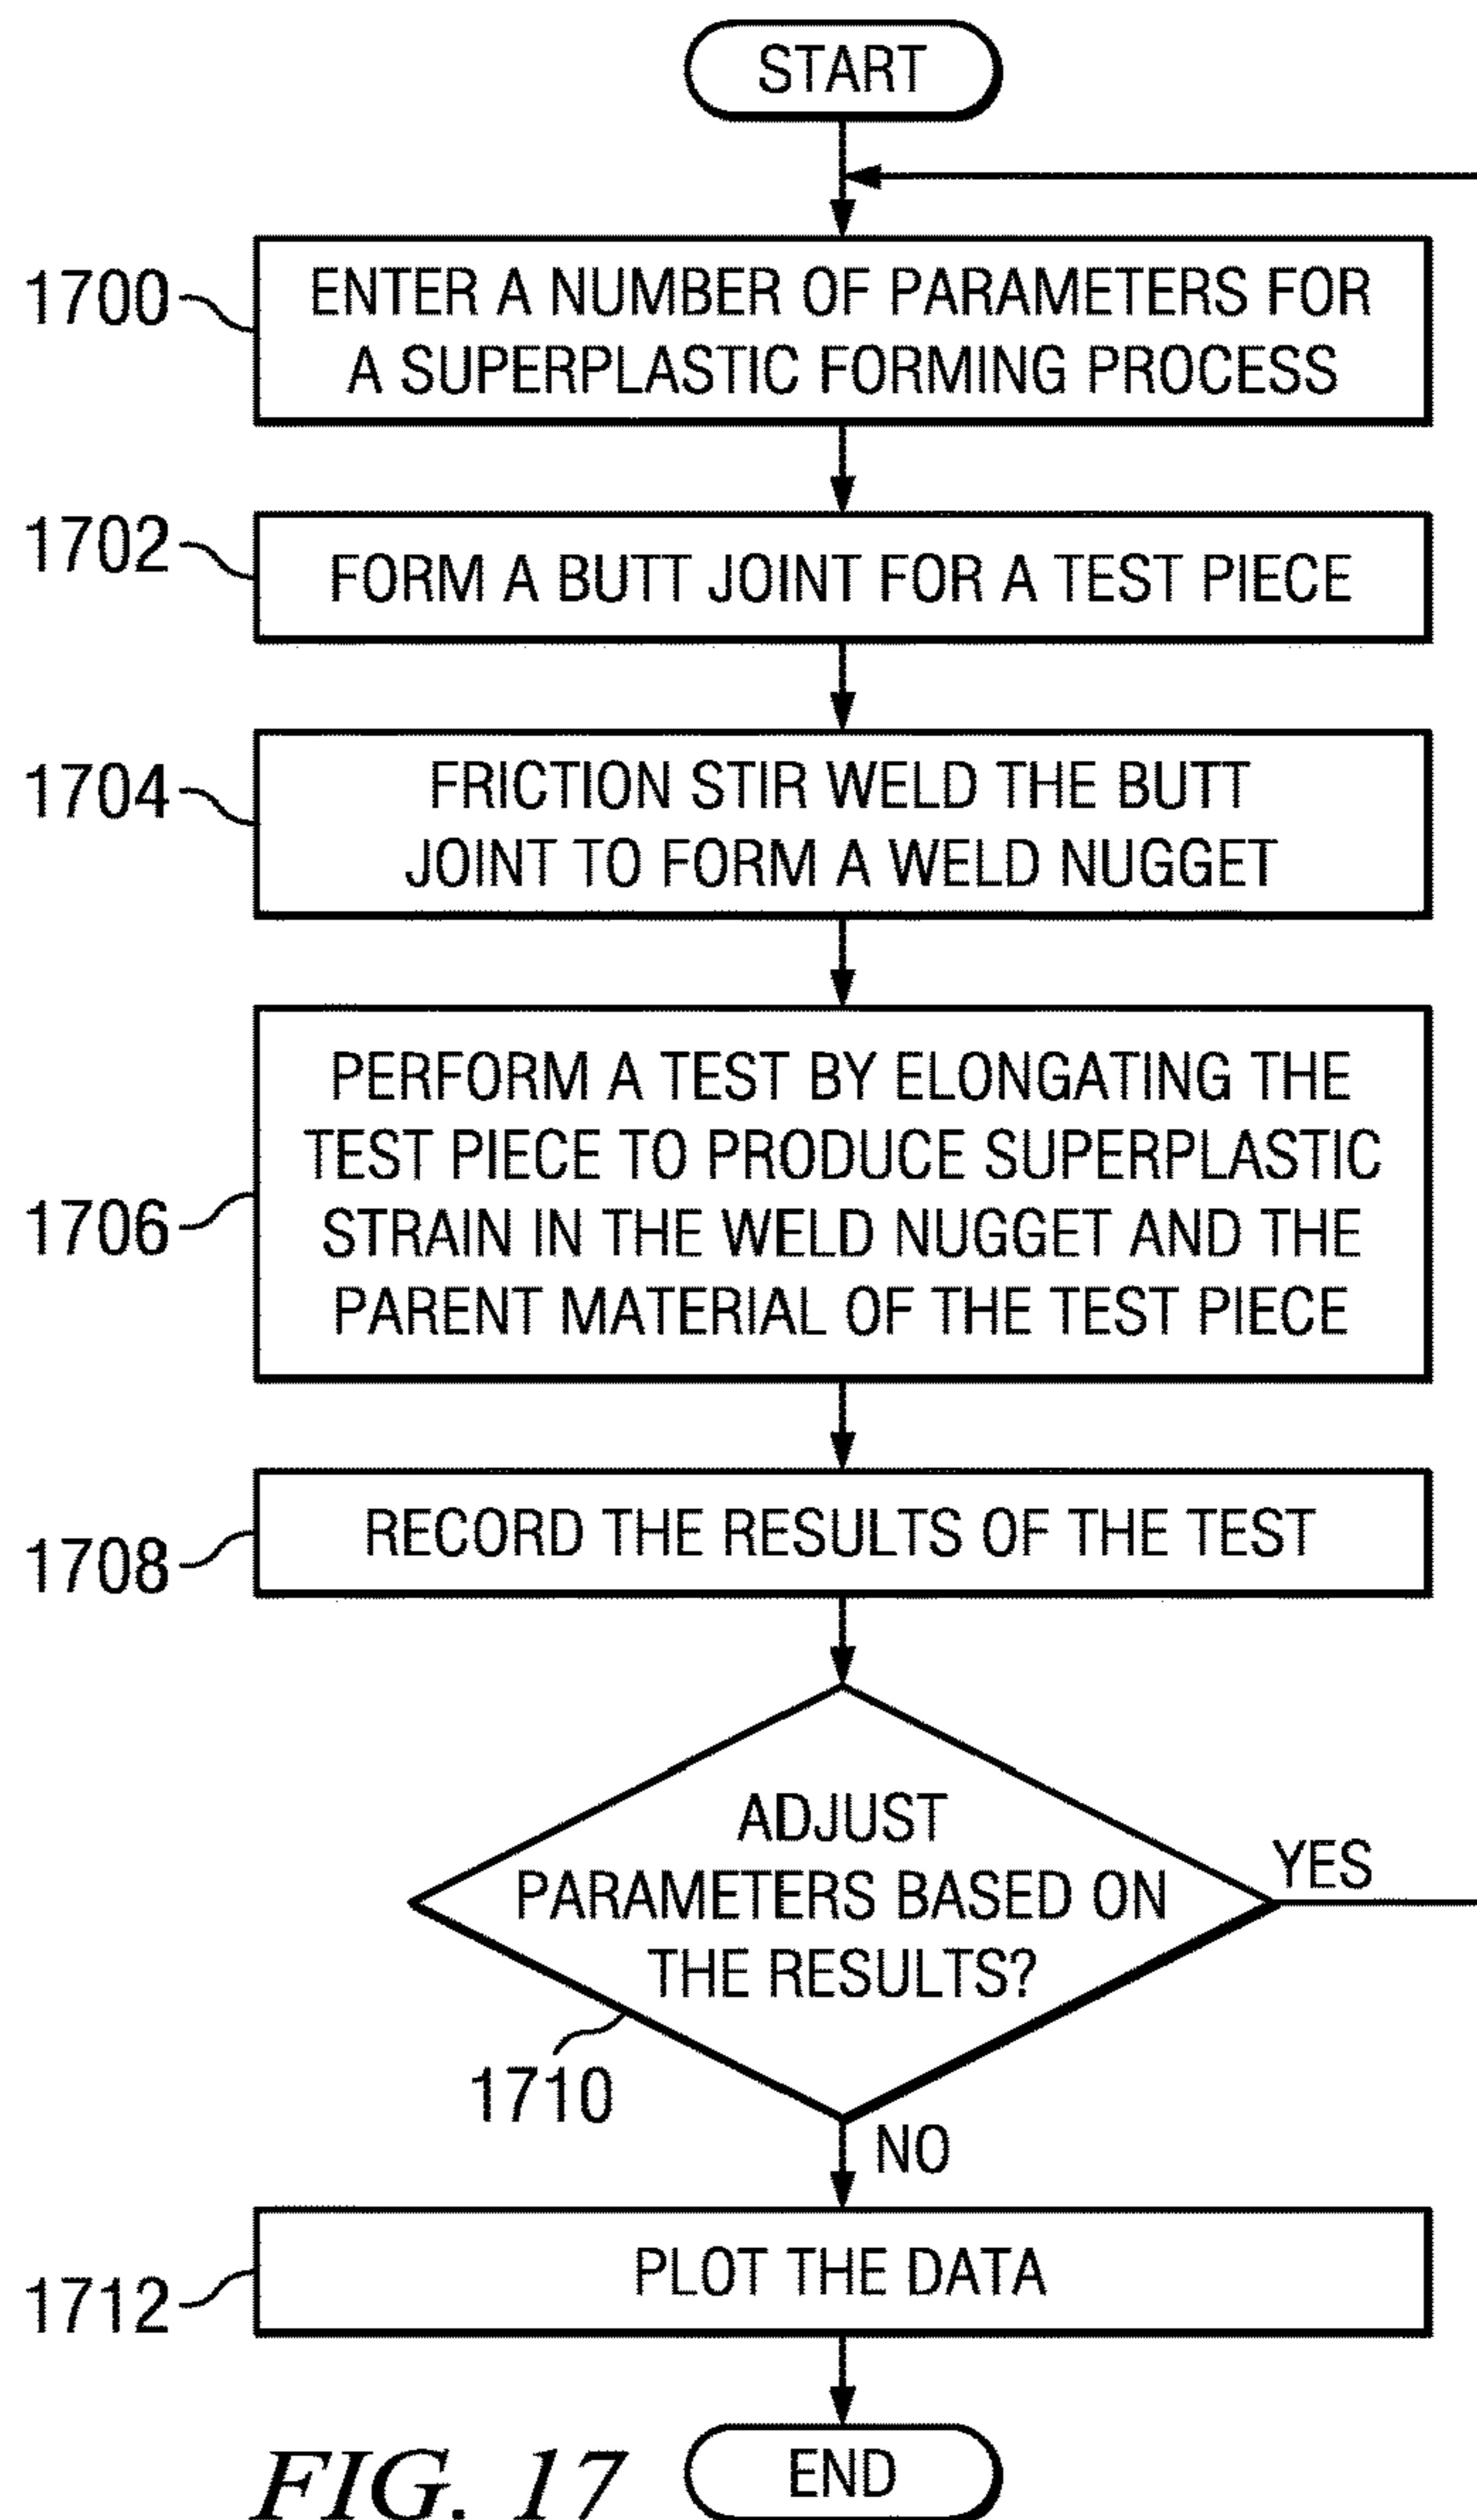 START
1700
ENTER A NUMBER OF PARAMETERS FOR
A SUPERPLASTIC FORMING PROCESS
1702
FORM A BUTT JOINT FOR A TEST PIECE
1704
FRICTION STIR WELD THE BUTT
JOINT TO FORM A WELD NUGGET
1706
PERFORM A TEST BY ELONGATING THE
TEST PIECE TO PRODUCE SUPERPLASTIC
STRAIN IN THE WELD NUGGET AND THE
PARENT MATERIAL OF THE TEST PIECE
1708
RECORD THE RESULTS OF THE TEST
ADJUST
PARAMETERS BASED ON
THE RESULTS?
YES
1710
NO
1712
PLOT THE DATA
END
FIG. 17